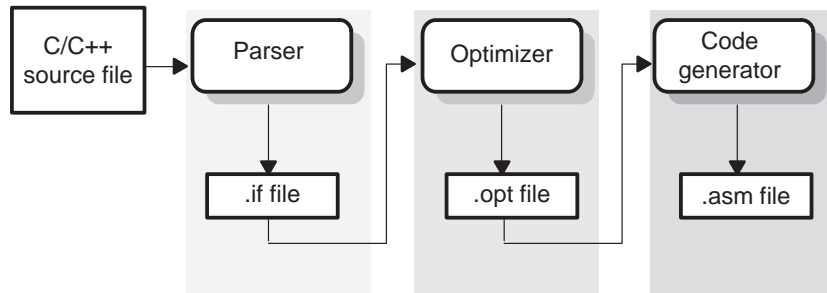 C/C++
source file
Parser
Optimizer
Code
generator
.if file
.opt file
.asm file